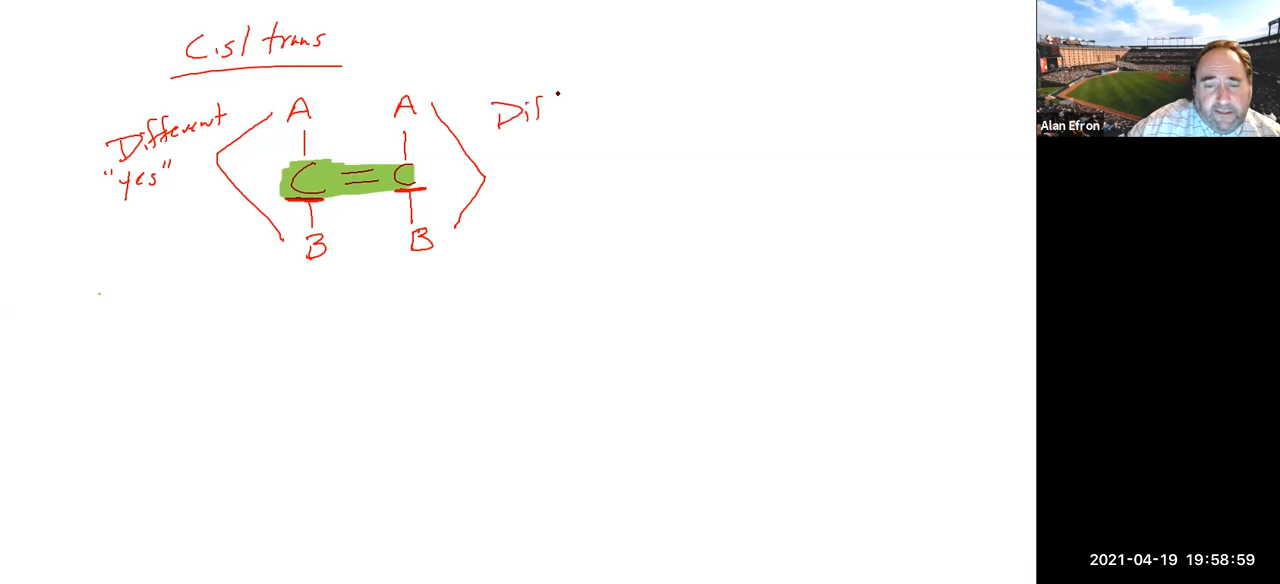 Cis/trans
Different
"yes"
A A
C = C
B B
Dif
Alan Efron
2021-04-19 19:58:59